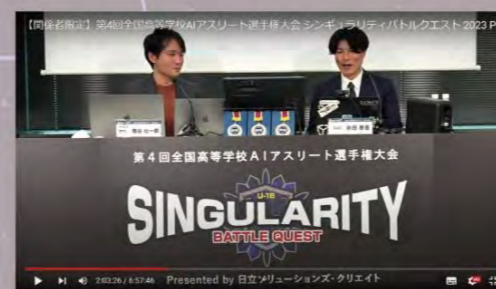 【関係者限定】第4回全国高等学校AIアスリート選手権大会 シンギュラリティバトルクエスト 2023 P
第4回全国高等学校AIアスリート選手権大会
U-18
SINGULARITY
BATTLE QUEST
2:03:26 / 6:57:46
Presented by 日立ソリューションズ・クリエイト